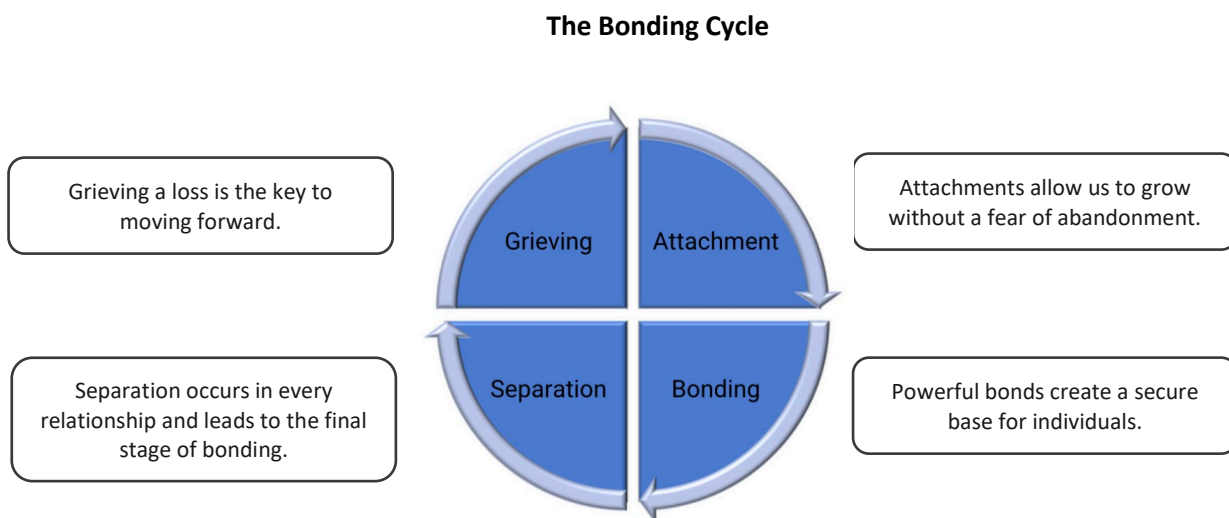 The Bonding Cycle
Grieving a loss is the key to
moving forward.
Attachments allow us to grow
without a fear of abandonment.
Grieving
Attachment
Separation
Bonding
Separation occurs in every
relationship and leads to the final
stage of bonding.
Powerful bonds create a secure
base for individuals.